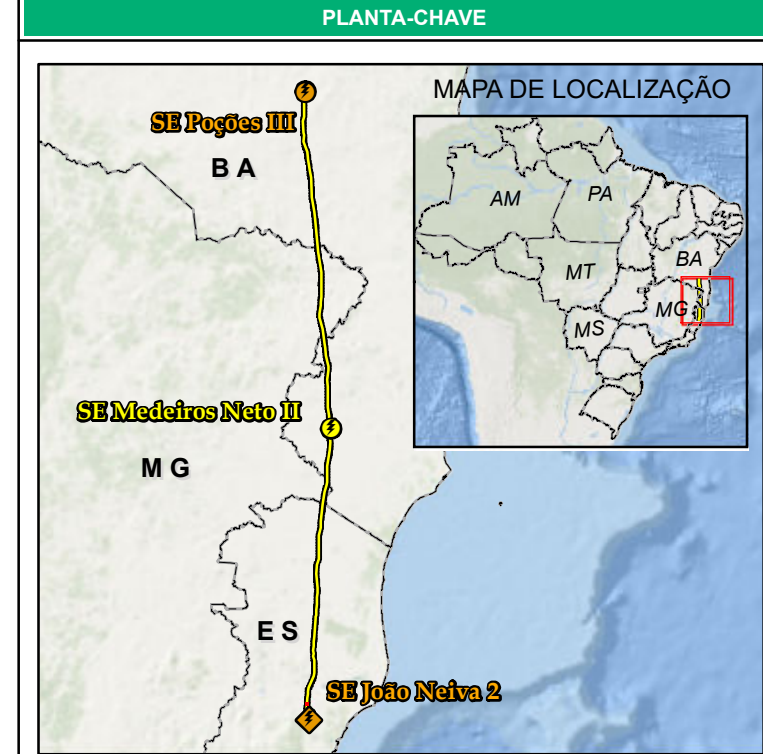 PLANTA-CHAVE
MAPA DE LOCALIZAÇÃO
SE Poções III
B A
AM
PA
BA
MT
MG
MS
SE Medeiros Neto II
M G
E S
SE João Neiva 2